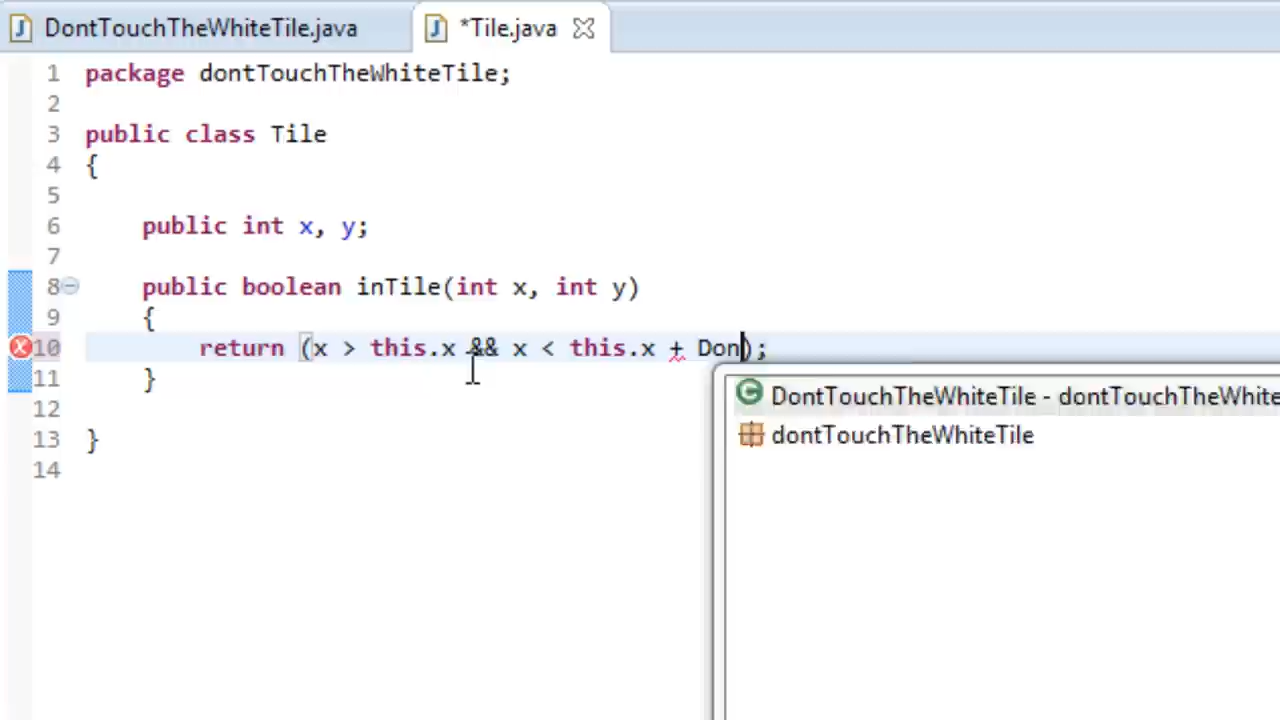 DontTouchTheWhiteTile.java
*Tile.java
1 package dontTouchTheWhiteTile;
2
3 public class Tile
4 {
5
6 public int x, y;
7
8 public boolean inTile(int x, int y)
9 {
10 return (x > this.x && x < this.x + Don);
11 }
12
13 }
14
DontTouchTheWhiteTile - dontTouchTheWhite
dontTouchTheWhiteTile